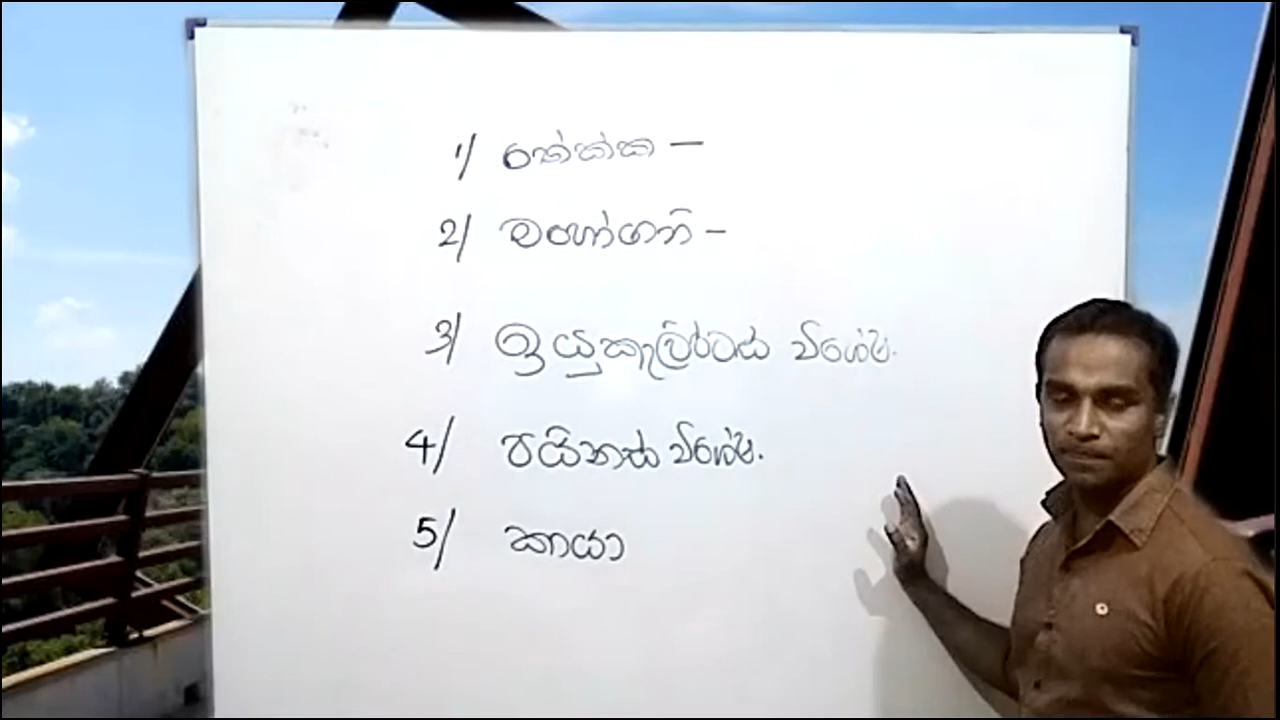 1/ තේක්ක –
2/ මහෝගනි –
3/ ඉයුකැලිප්ටස් විශේෂ.
4/ පයිනස් විශේෂ.
5/ කායා